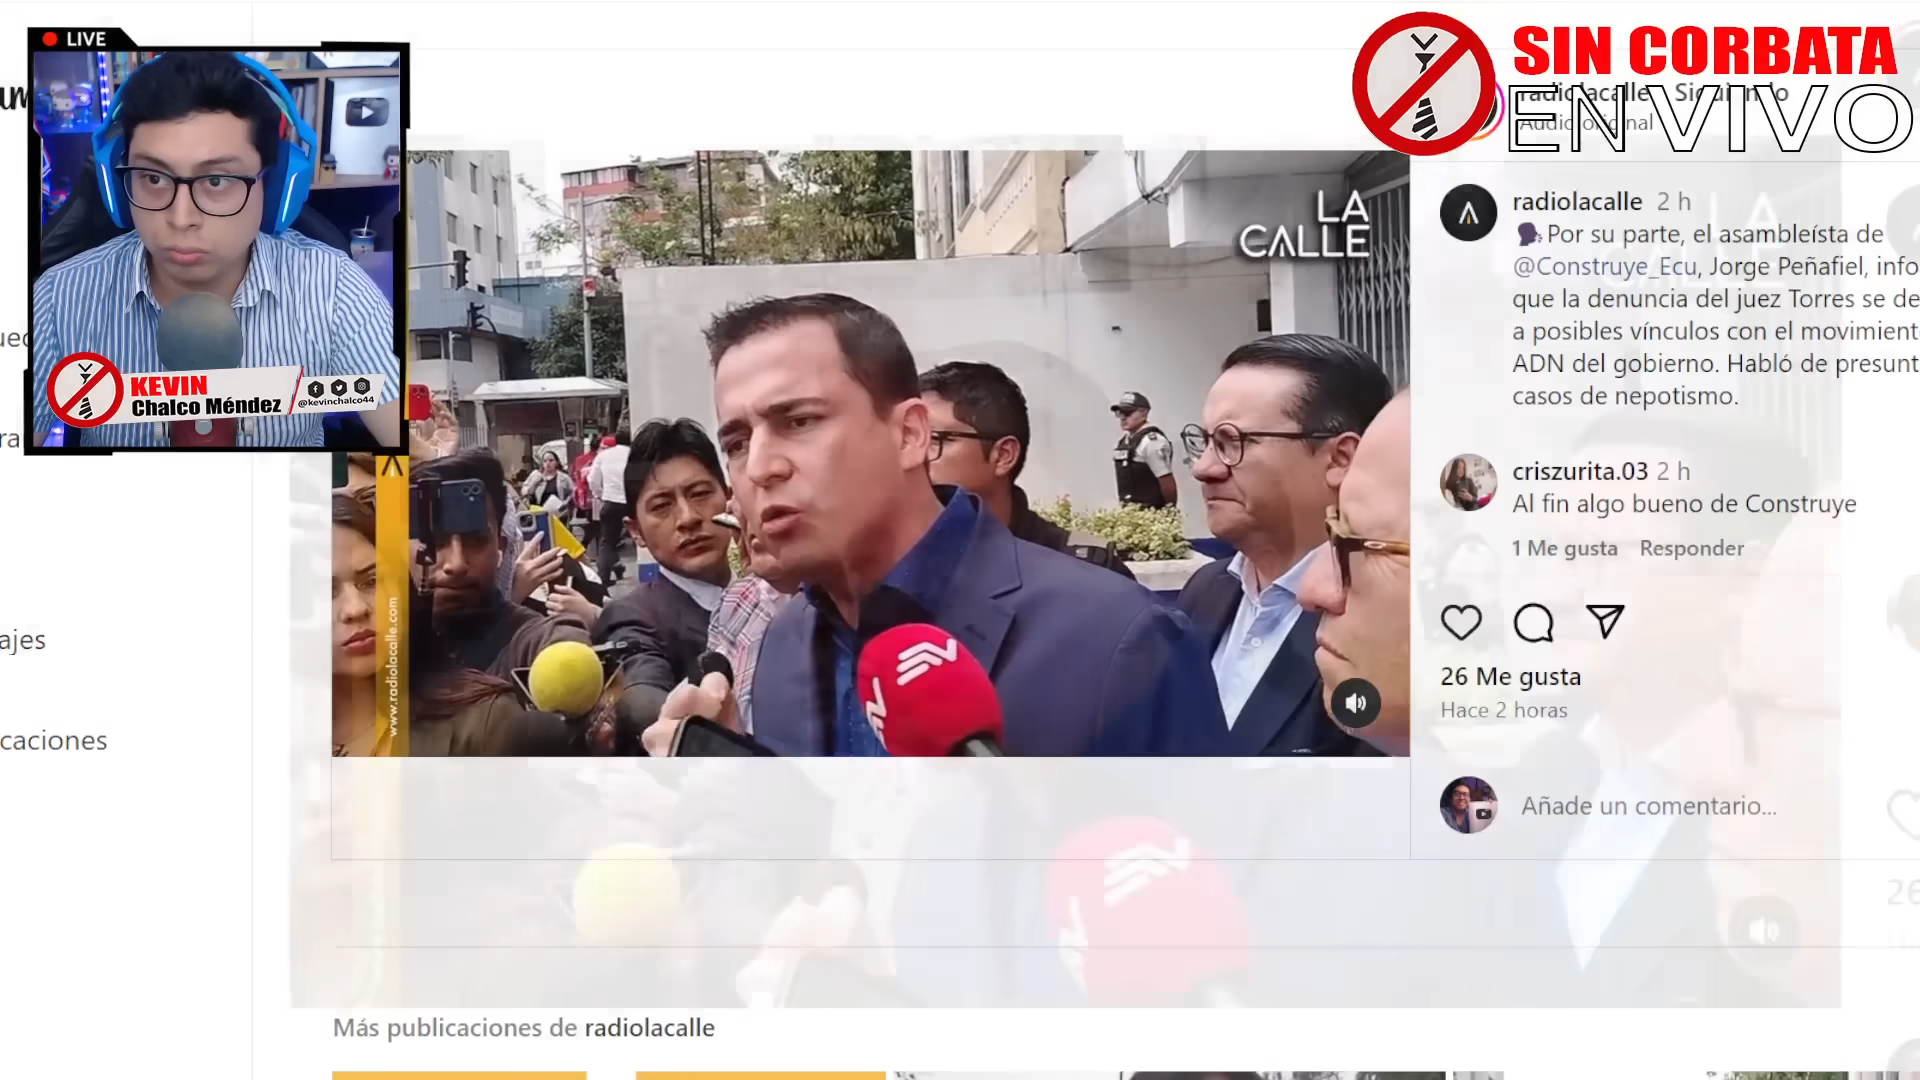 LIVE
SIN CORBATA
EN VIVO
radiolacalle Siguiendo
Audio original
LA
CALLE
radiolacalle 2 h
Por su parte, el asambleísta de
@Construye_Ecu, Jorge Peñafiel, info
que la denuncia del juez Torres se de
a posibles vínculos con el movimient
ADN del gobierno. Habló de presunt
casos de nepotismo.
KEVIN
Chalco Méndez
@kevinchalco44
criszurita.03 2 h
Al fin algo bueno de Construye
1 Me gusta Responder
www.radiolacalle.com
ajes
26 Me gusta
Hace 2 horas
caciones
Añade un comentario...
Más publicaciones de radiolacalle